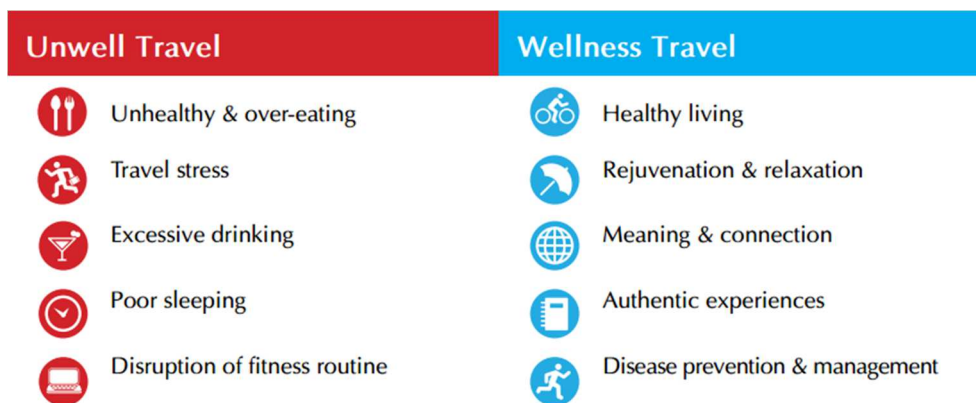 Unwell Travel
Unhealthy & over-eating
Travel stress
Excessive drinking
Poor sleeping
Disruption of fitness routine
Wellness Travel
Healthy living
Rejuvenation & relaxation
Meaning & connection
Authentic experiences
Disease prevention & management